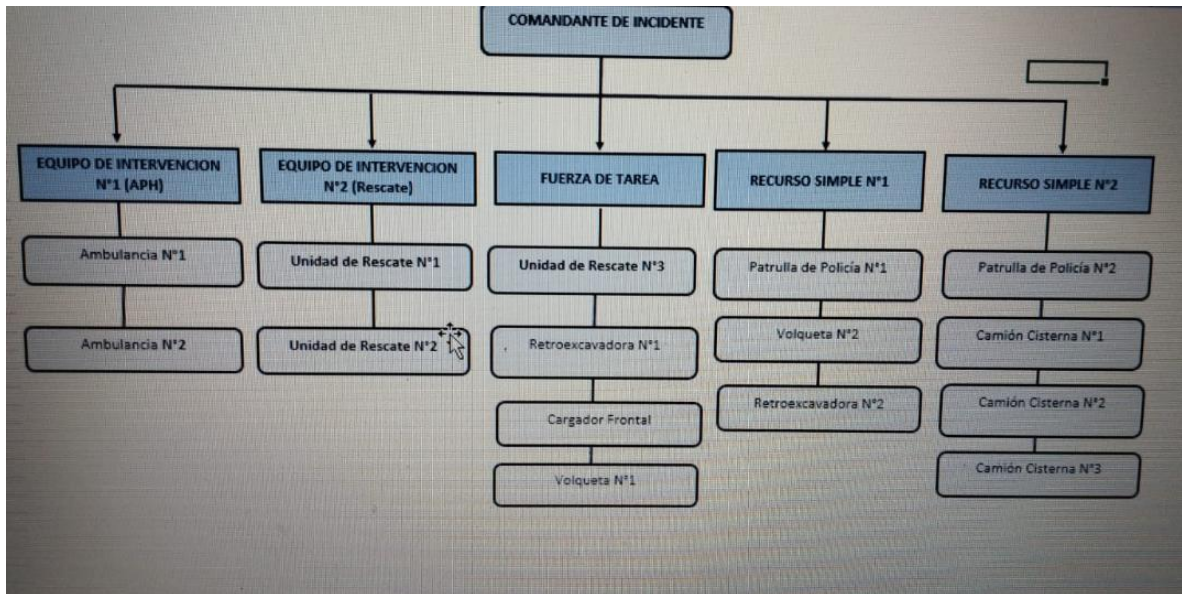 COMANDANTE DE INCIDENTE
EQUIPO DE INTERVENCION
N°1 (APH)
EQUIPO DE INTERVENCION
N°2 (Rescate)
FUERZA DE TAREA
RECURSO SIMPLE N°1
RECURSO SIMPLE N°2
Ambulancia N°1
Unidad de Rescate N°1
Unidad de Rescate N°3
Patrulla de Policía N°1
Patrulla de Policía N°2
Ambulancia N°2
Unidad de Rescate N°2
Retroexcavadora N°1
Volqueta N°2
Camión Cisterna N°1
Cargador Frontal
Retroexcavadora N°2
Camión Cisterna N°2
Volqueta N°1
Camión Cisterna N°3